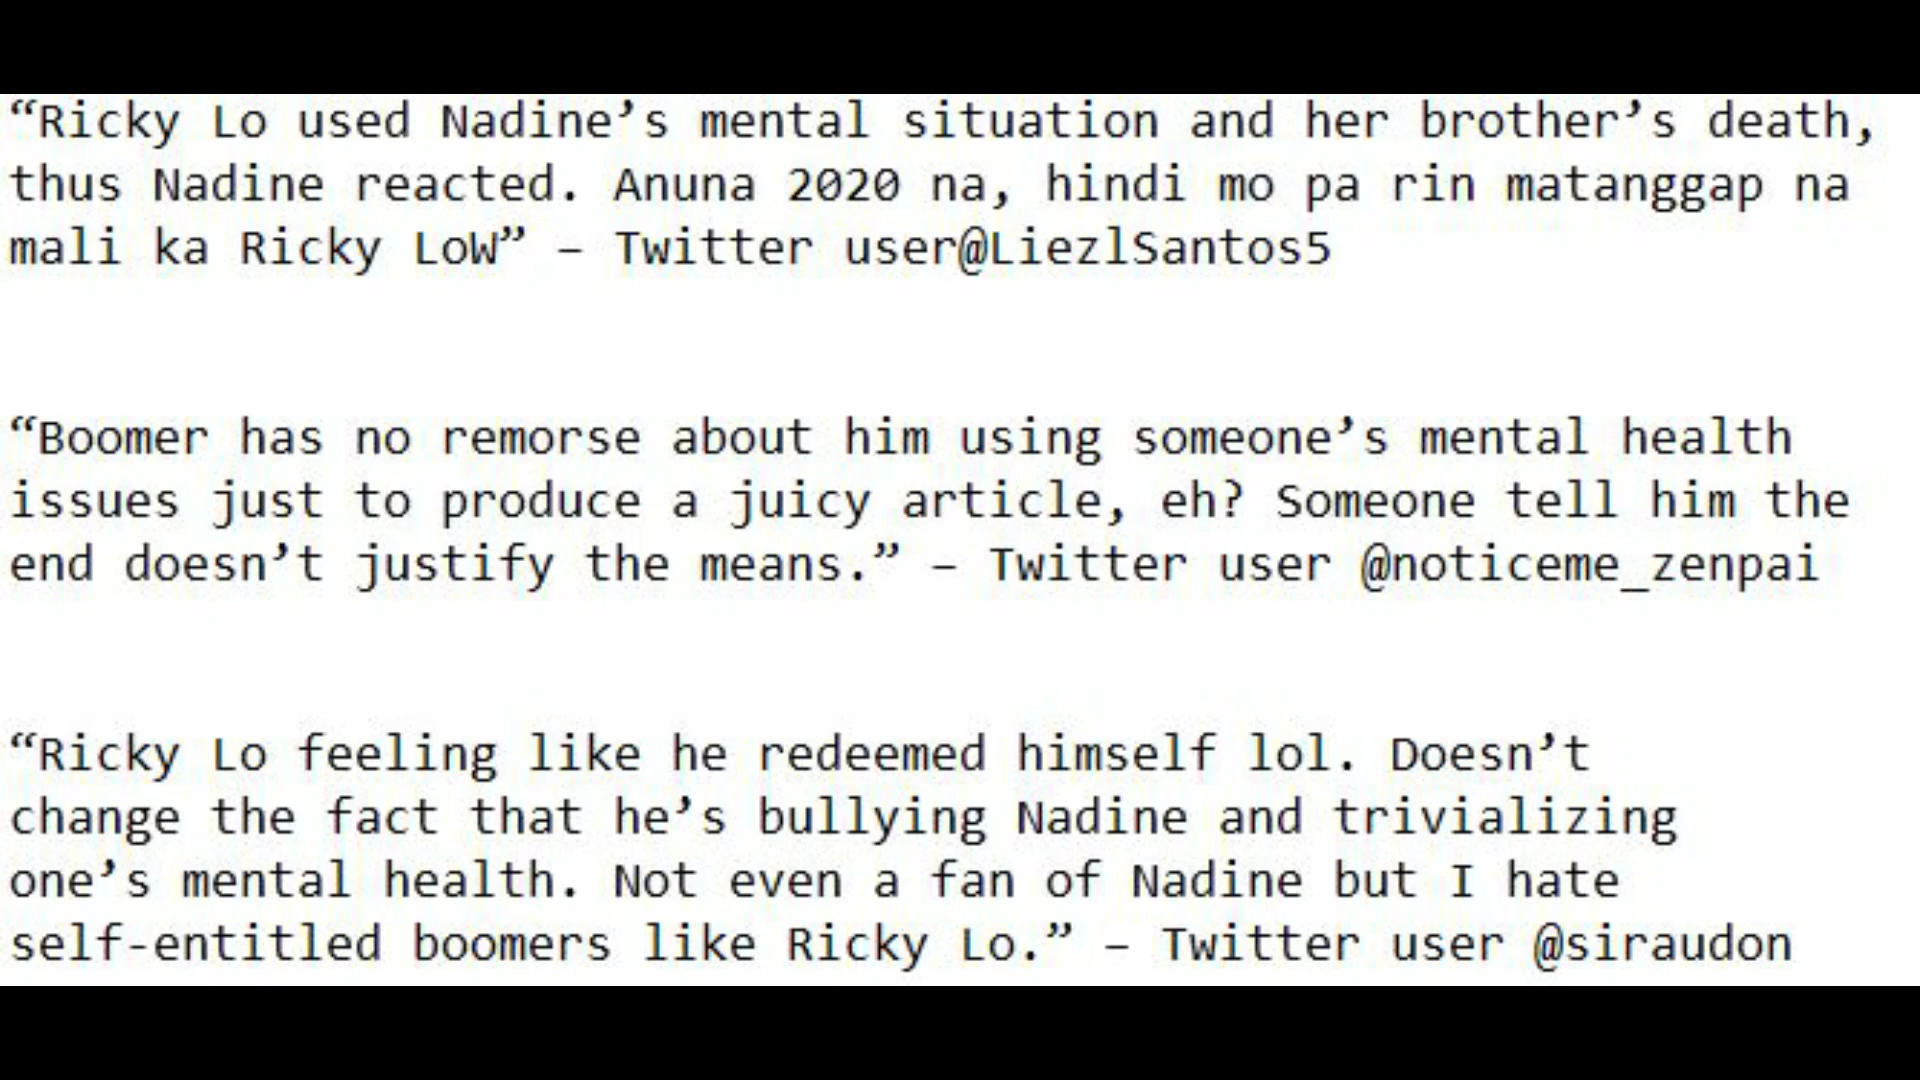 “Ricky Lo used Nadine’s mental situation and her brother’s death,
thus Nadine reacted. Anuna 2020 na, hindi mo pa rin matanggap na
mali ka Ricky LoW” – Twitter user@LiezlSantos5
“Boomer has no remorse about him using someone’s mental health
issues just to produce a juicy article, eh? Someone tell him the
end doesn’t justify the means.” – Twitter user @noticeme_zenpai
“Ricky Lo feeling like he redeemed himself lol. Doesn’t
change the fact that he’s bullying Nadine and trivializing
one’s mental health. Not even a fan of Nadine but I hate
self-entitled boomers like Ricky Lo.” – Twitter user @siraudon